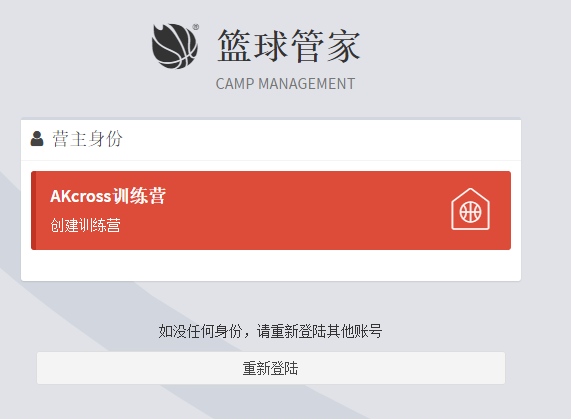 篮球管家
CAMP MANAGEMENT
营主身份
AKcross训练营
创建训练营
如没任何身份，请重新登陆其他账号
重新登陆